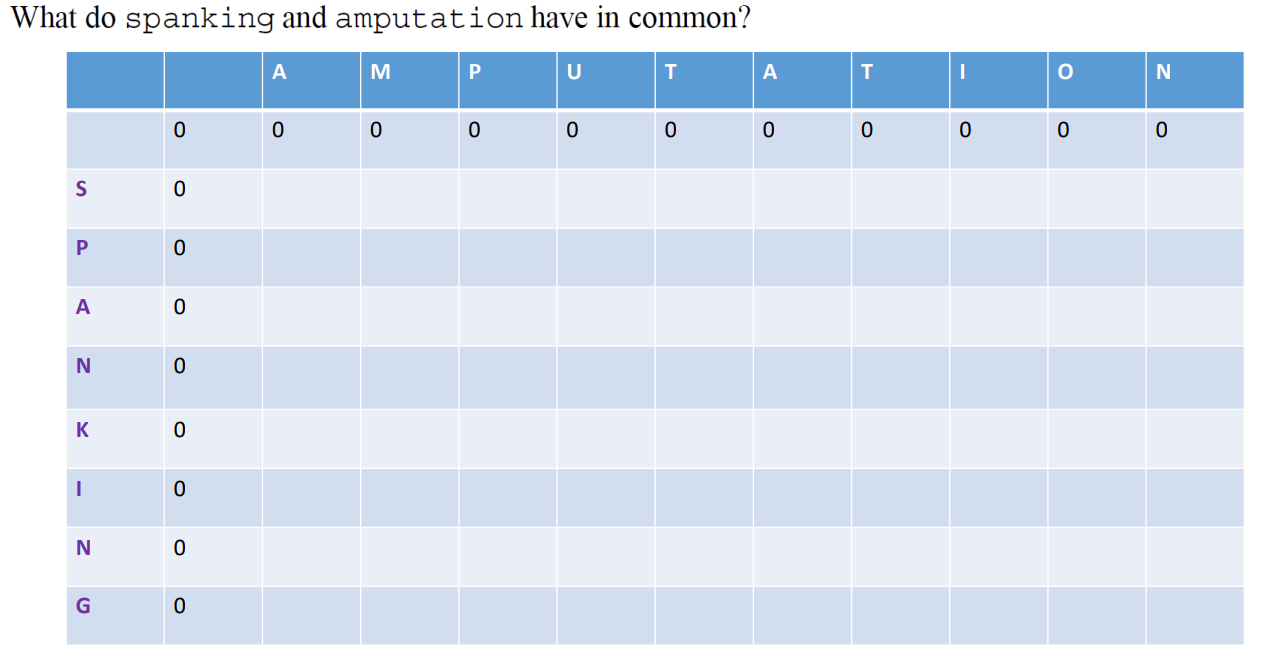 What do spanking and amputation have in common?
A M P U T A T I O N
0 0 0 0 0 0 0 0 0 0 0
S 0
P 0
A 0
N 0
K 0
I 0
N 0
G 0